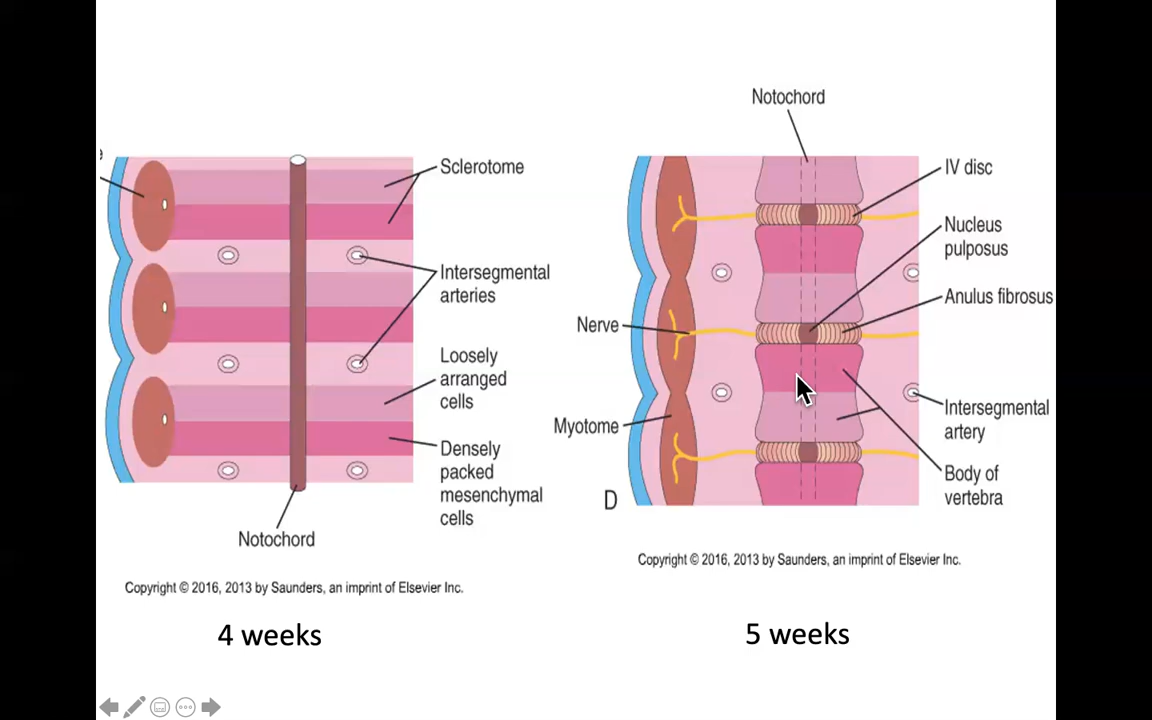 e
Sclerotome
Intersegmental
arteries
Loosely
arranged
cells
Densely
packed
mesenchymal
cells
Notochord
Copyright © 2016, 2013 by Saunders, an imprint of Elsevier Inc.
4 weeks
Notochord
IV disc
Nucleus
pulposus
Anulus fibrosus
Nerve
Intersegmental
artery
Myotome
Body of
vertebra
D
Copyright © 2016, 2013 by Saunders, an imprint of Elsevier Inc.
5 weeks